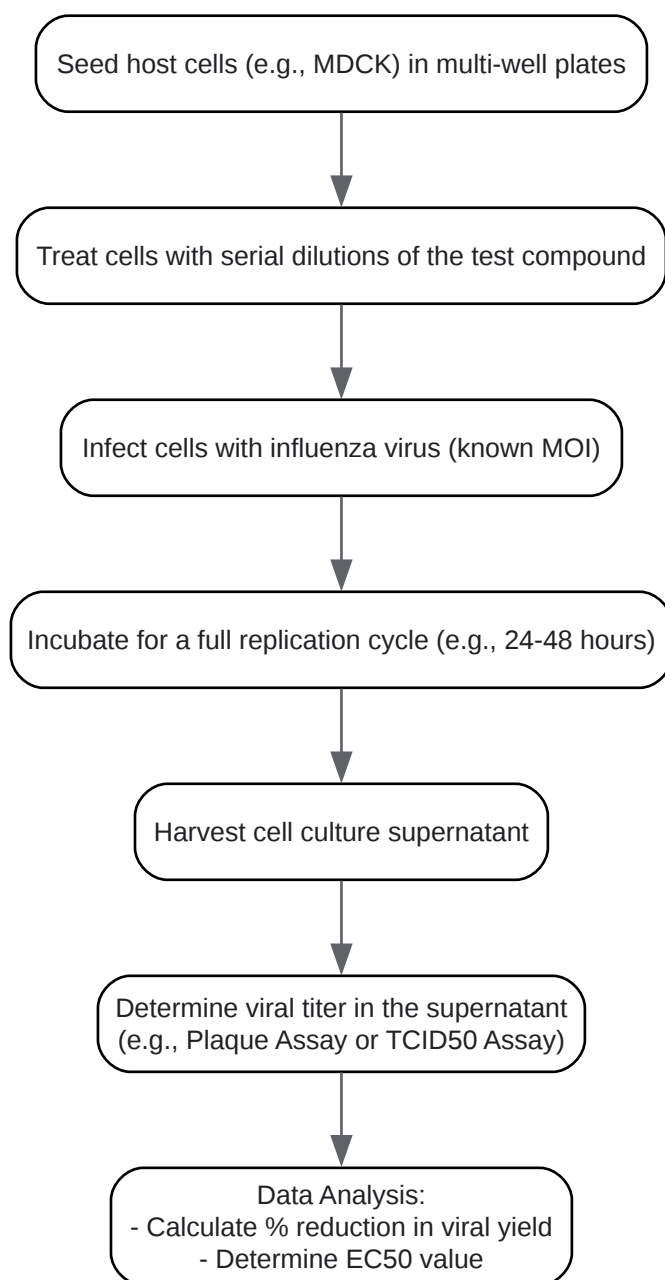 Seed host cells (e.g., MDCK) in multi-well plates
Treat cells with serial dilutions of the test compound
Infect cells with influenza virus (known MOI)
Incubate for a full replication cycle (e.g., 24-48 hours)
Harvest cell culture supernatant
Determine viral titer in the supernatant
(e.g., Plaque Assay or TCID50 Assay)
Data Analysis:
- Calculate % reduction in viral yield
- Determine EC50 value